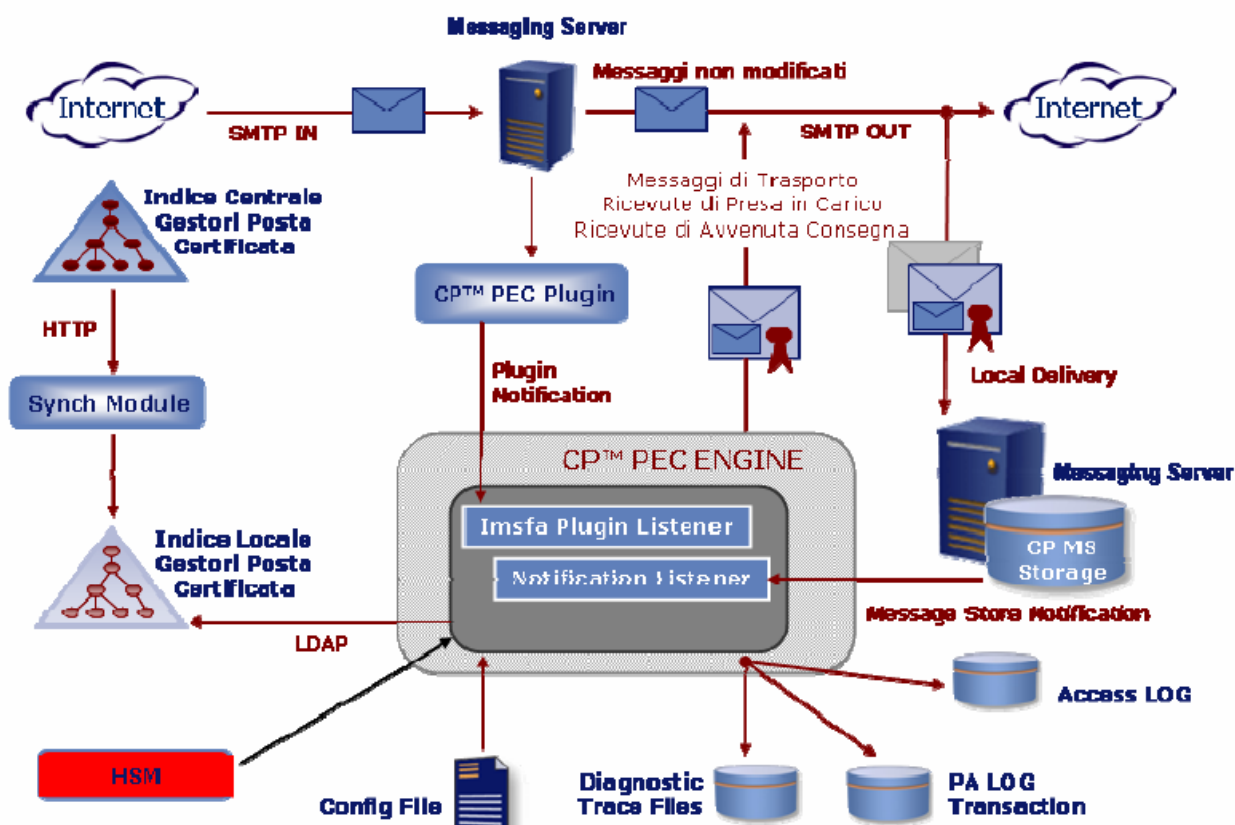 Messaging Server
Internet
SMTP IN
Messaggi non modificati
SMTP OUT
Internet
Indice Centrale
Gestori Posta
Certificata
Messaggi di Trasporto
Ricevute di Presa in Carico
Ricevute di Avvenuta Consegna
CP™ PEC Plugin
HTTP
Plugin
Notification
Local Delivery
Synch Module
CP™ PEC ENGINE
Messaging Server
Imsfa Plugin Listener
Indice Locale
Gestori Posta
Certificata
CP MS
Storage
Notification Listener
Message Store Notification
LDAP
Access LOG
HSM
Config File
Diagnostic
Trace Files
PA LOG
Transaction